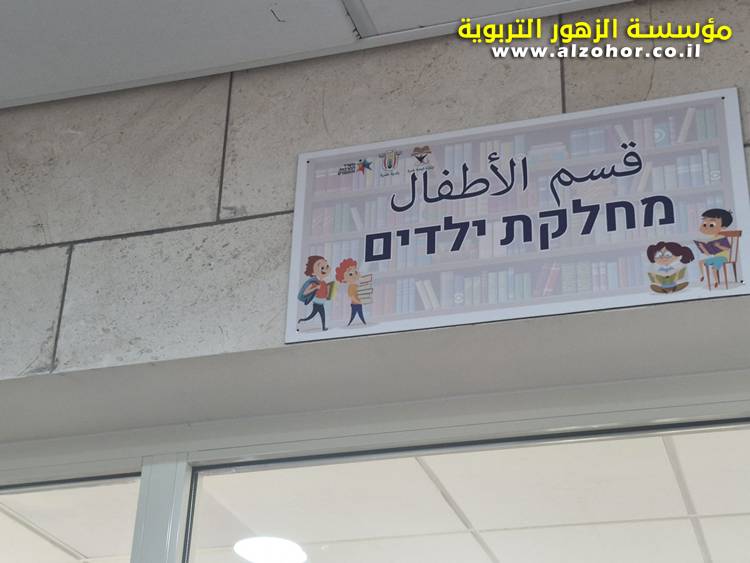 مؤسسة الزهور التربوية
www.alzohor.co.il
قسم الأطفال
מחלקת ילדים